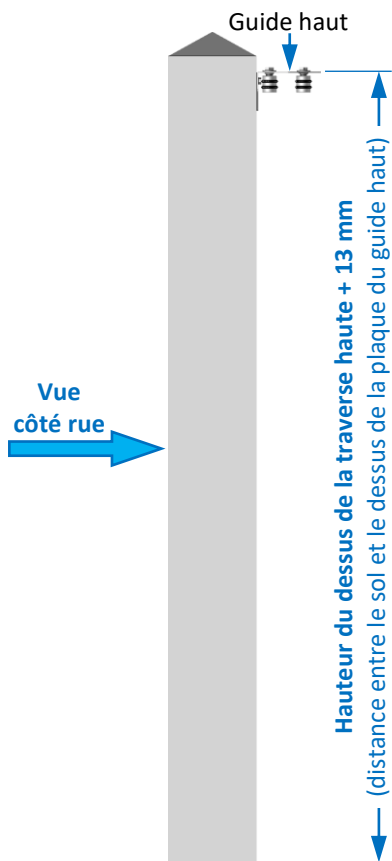 Guide haut
Vue
côté rue
Hauteur du dessus de la traverse haute + 13 mm
(distance entre le sol et le dessus de la plaque du guide haut)